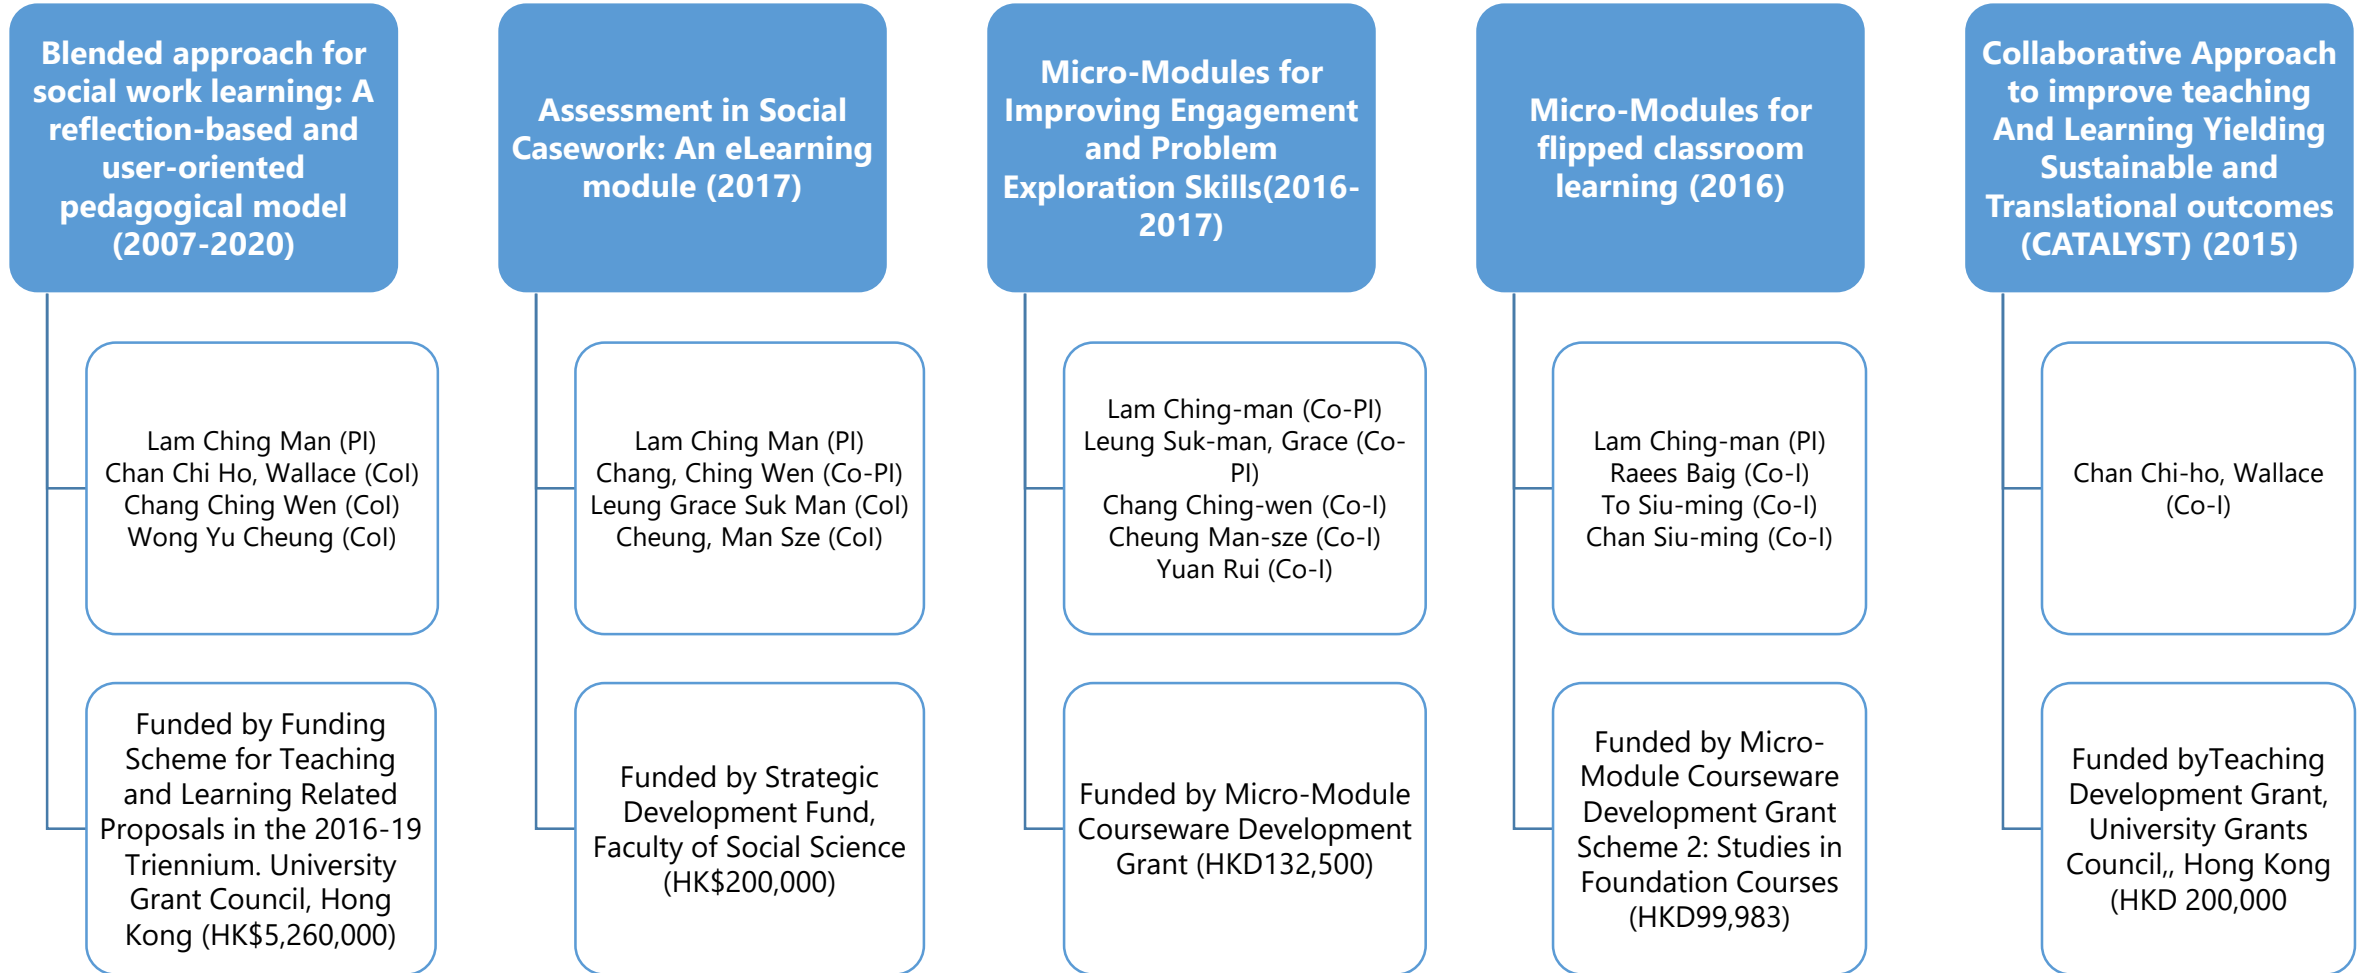 Blended approach for
social work learning: A
reflection-based and
user-oriented
pedagogical model
(2007-2020)
Lam Ching Man (PI)
Chan Chi Ho, Wallace (CoI)
Chang Ching Wen (CoI)
Wong Yu Cheung (CoI)
Funded by Funding
Scheme for Teaching
and Learning Related
Proposals in the 2016-19
Triennium. University
Grant Council, Hong
Kong (HK$5,260,000)
Assessment in Social
Casework: An eLearning
module (2017)
Lam Ching Man (PI)
Chang, Ching Wen (Co-PI)
Leung Grace Suk Man (CoI)
Cheung, Man Sze (CoI)
Funded by Strategic
Development Fund,
Faculty of Social Science
(HK$200,000)
Micro-Modules for
Improving Engagement
and Problem
Exploration Skills(2016-
2017)
Lam Ching-man (Co-PI)
Leung Suk-man, Grace (Co-
PI)
Chang Ching-wen (Co-I)
Cheung Man-sze (Co-I)
Yuan Rui (Co-I)
Funded by Micro-Module
Courseware Development
Grant (HKD132,500)
Micro-Modules for
flipped classroom
learning (2016)
Lam Ching-man (PI)
Raees Baig (Co-I)
To Siu-ming (Co-I)
Chan Siu-ming (Co-I)
Funded by Micro-
Module Courseware
Development Grant
Scheme 2: Studies in
Foundation Courses
(HKD99,983)
Collaborative Approach
to improve teaching
And Learning Yielding
Sustainable and
Translational outcomes
(CATALYST) (2015)
Chan Chi-ho, Wallace
(Co-I)
Funded byTeaching
Development Grant,
University Grants
Council,, Hong Kong
(HKD 200,000